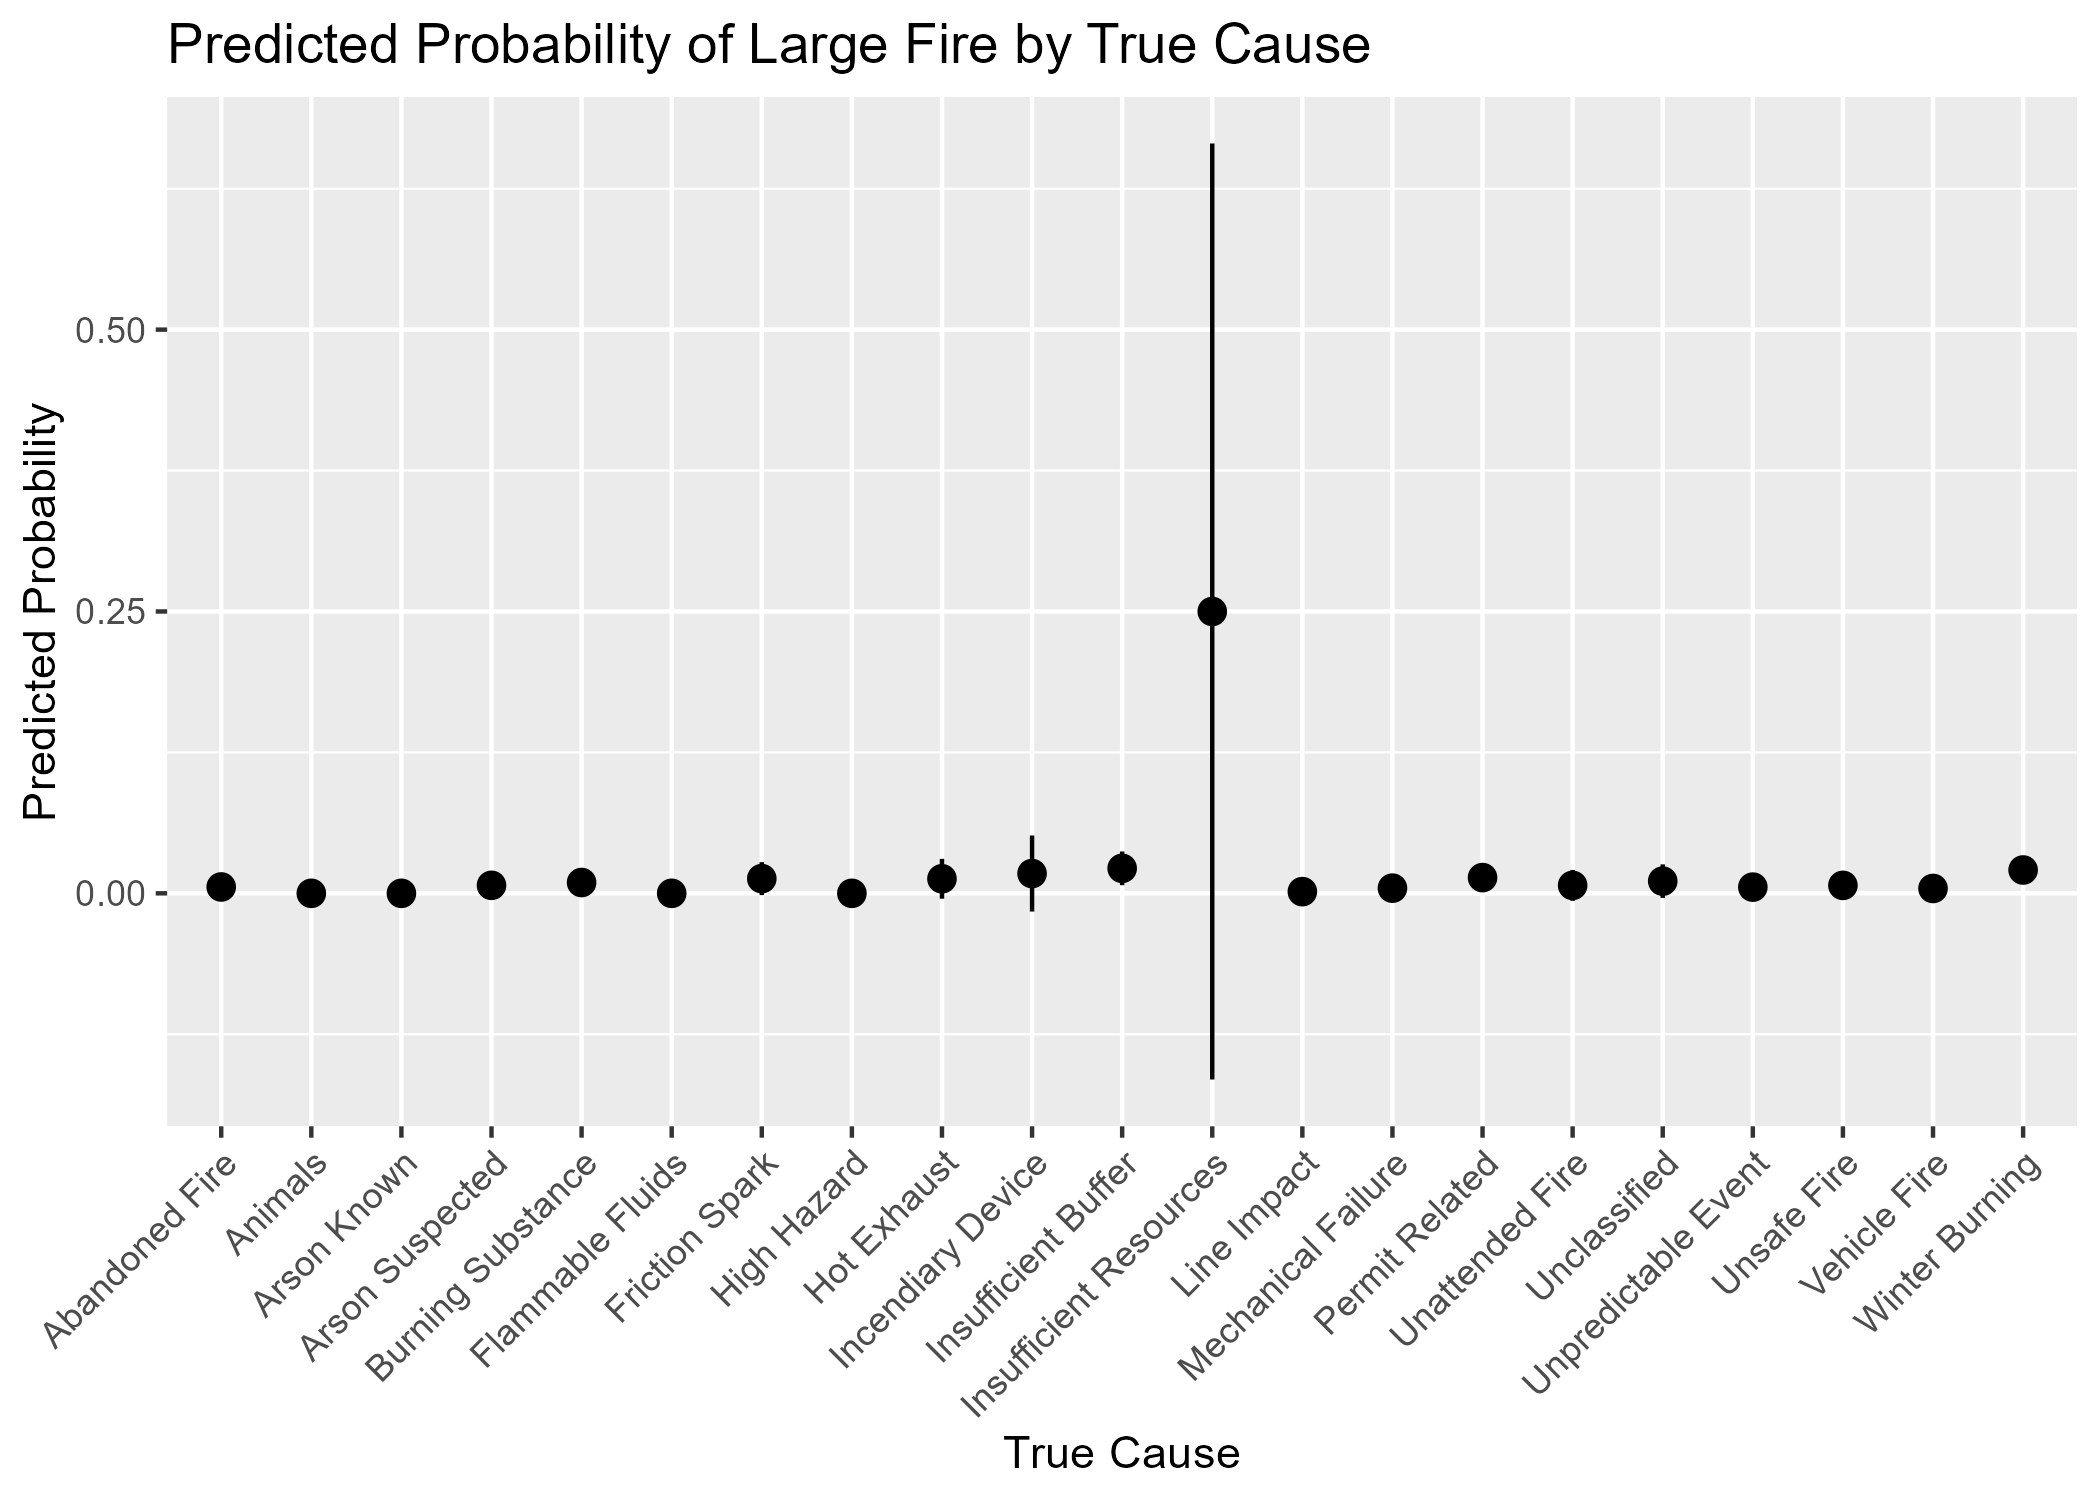 Predicted Probability of Large Fire by True Cause
Predicted Probability
0.50
0.25
0.00
Abandoned Fire
Animals
Arson Known
Arson Suspected
Burning Substance
Flammable Fluids
Friction Spark
High Hazard
Hot Exhaust
Incendiary Device
Insufficient Buffer
Insufficient Resources
Line Impact
Mechanical Failure
Permit Related
Unattended Fire
Unclassified
Unpredictable Event
Unsafe Fire
Vehicle Fire
Winter Burning
True Cause